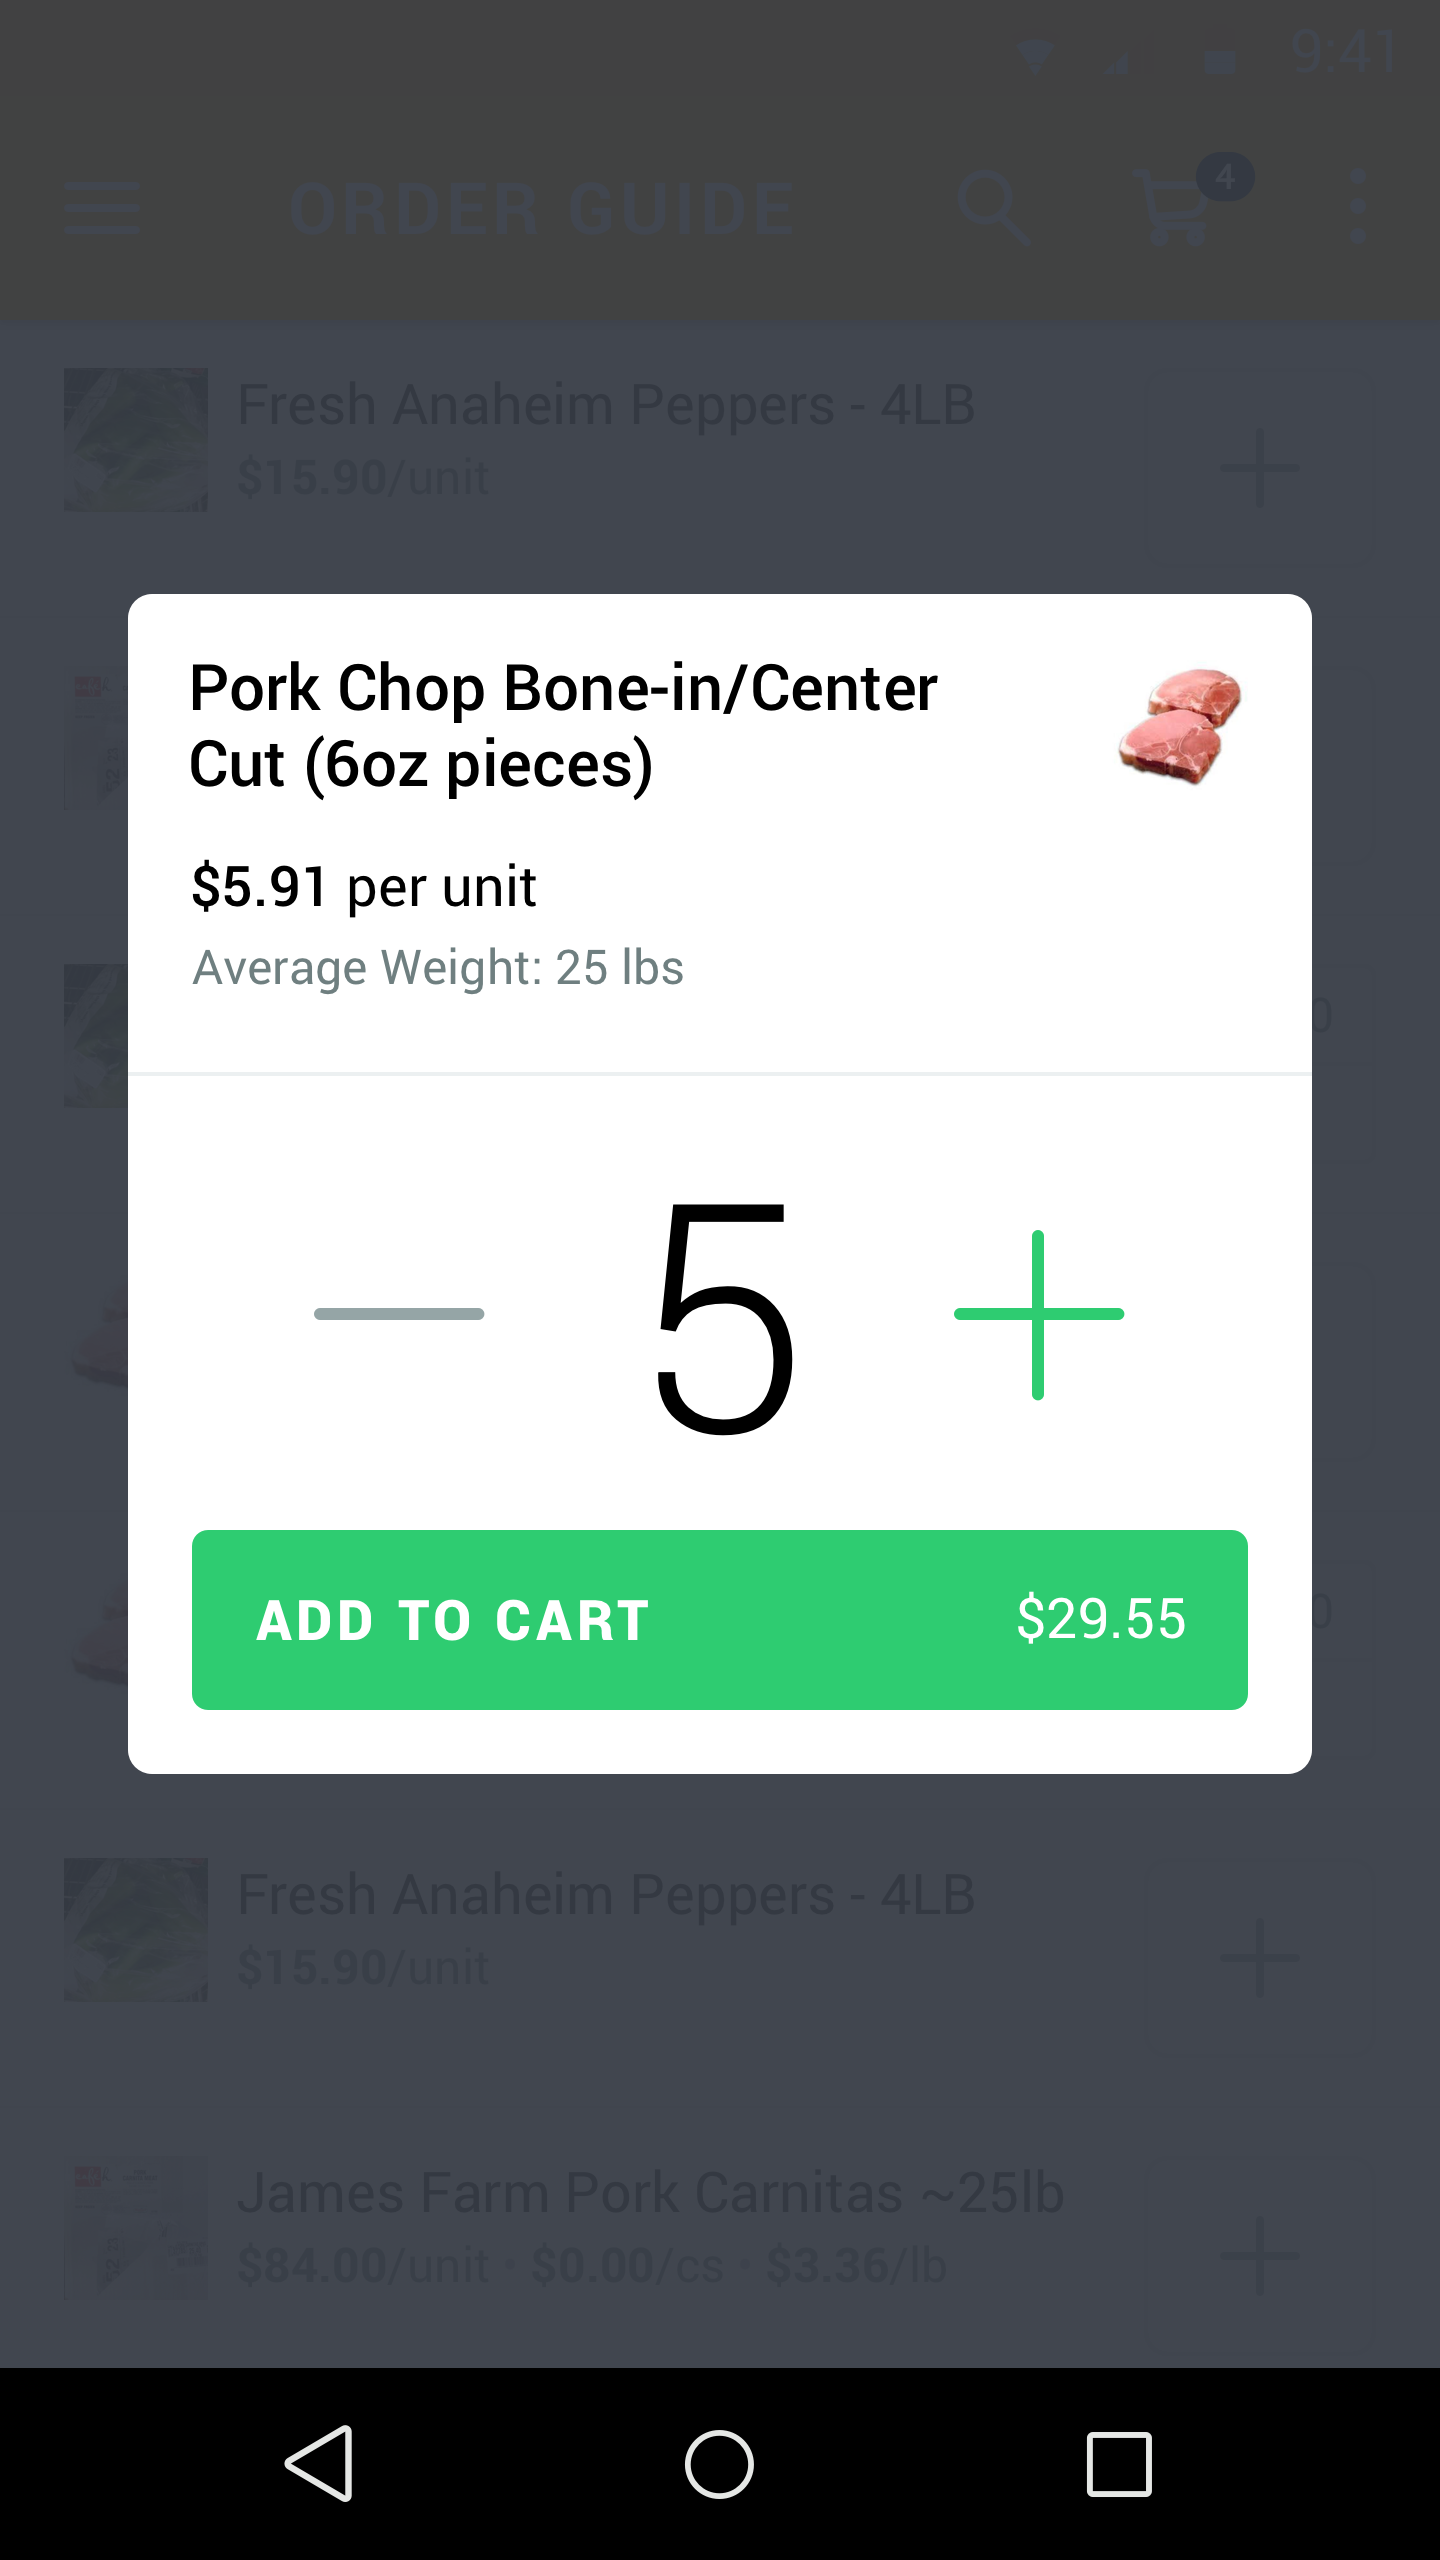 9:41
ORDER GUIDE
4
Fresh Anaheim Peppers - 4LB
$15.90/unit
Pork Chop Bone-in/Center
Cut (6oz pieces)
$5.91 per unit
Average Weight: 25 lbs
0
5
ADD TO CART $29.55
0
Fresh Anaheim Peppers - 4LB
$15.90/unit
James Farm Pork Carnitas ~25lb
$84.00/unit • $0.00/cs • $3.36/lb